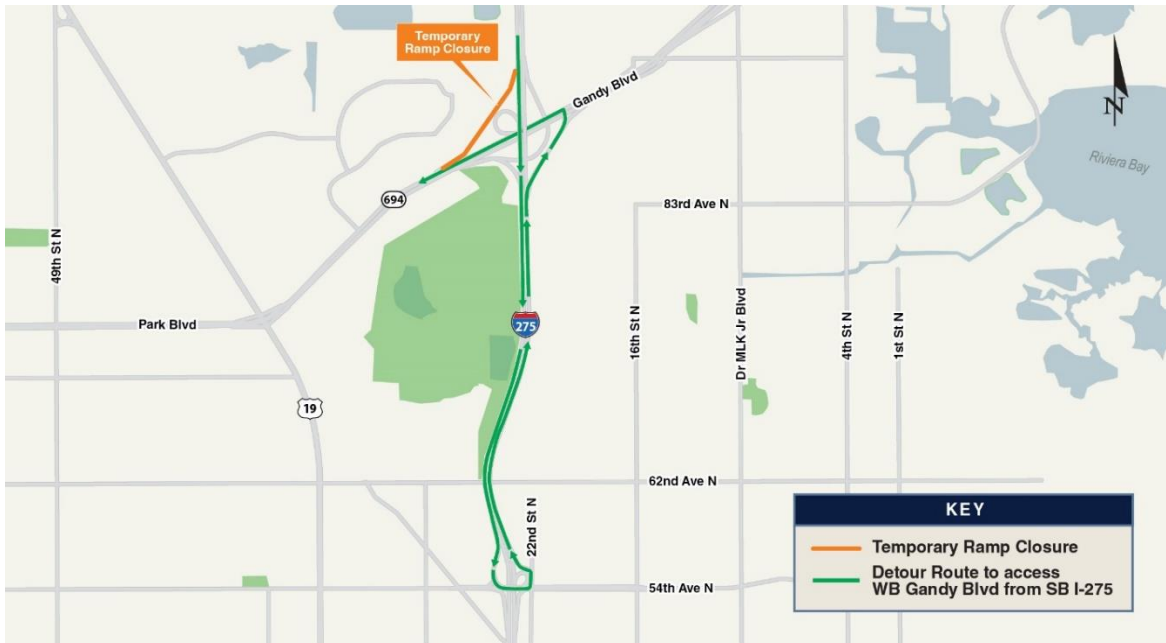 Temporary
Ramp Closure
Gandy Blvd
N
Riviera Bay
694
83rd Ave N
49th St N
Park Blvd
275
16th St N
Dr MLK Jr Blvd
4th St N
1st St N
19
62nd Ave N
22nd St N
54th Ave N
KEY
Temporary Ramp Closure
Detour Route to access
WB Gandy Blvd from SB I-275